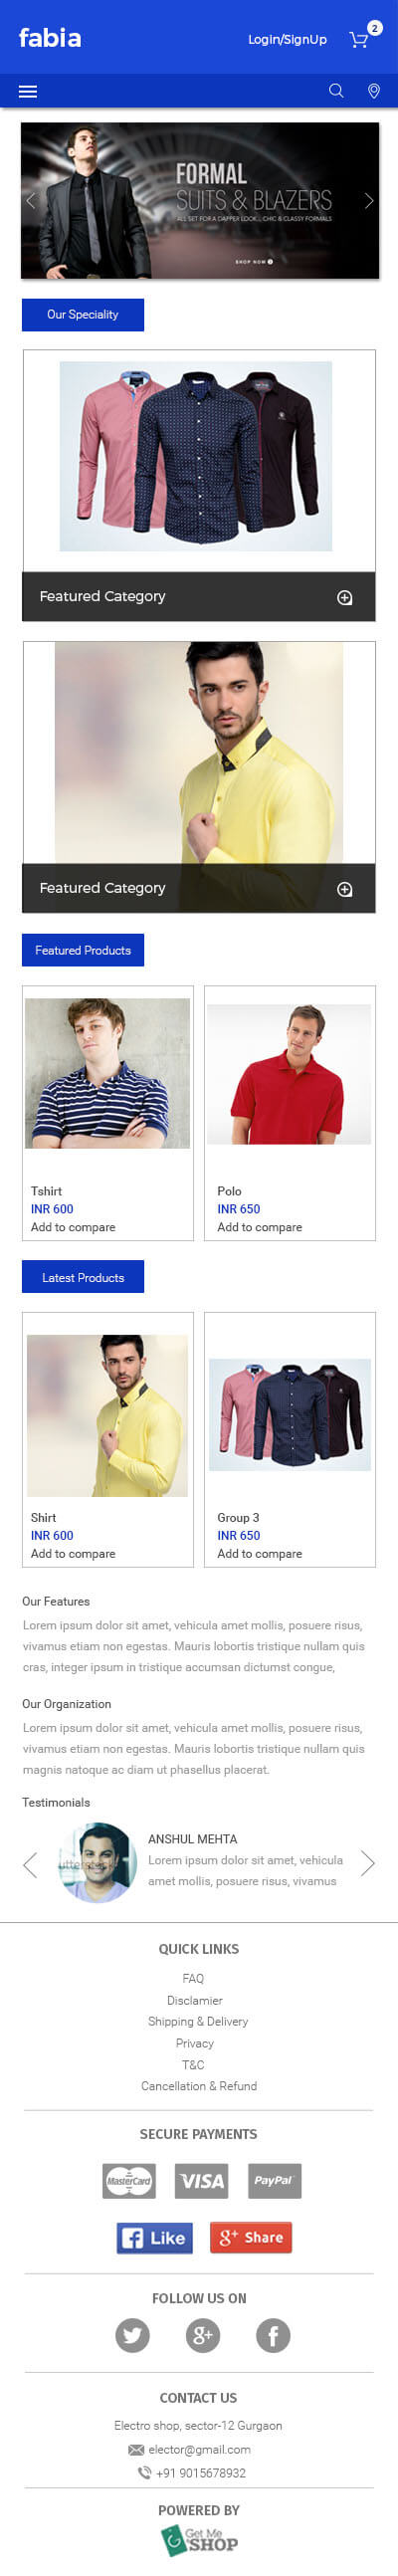 fabia
Login/SignUp
2
FORMAL
SUITS & BLAZERS
ALL SET FOR A DAPPER LOOK... CHIC & CLASSY FORMALS
SHOP NOW
Our Speciality
Featured Category
Featured Category
Featured Products
Tshirt
INR 600
Add to compare
Polo
INR 650
Add to compare
Latest Products
Shirt
INR 600
Add to compare
Group 3
INR 650
Add to compare
Our Features
Lorem ipsum dolor sit amet, vehicula amet mollis, posuere risus,
vivamus etiam non egestas. Mauris lobortis tristique nullam quis
cras, integer ipsum in tristique accumsan dictumst congue,
Our Organization
Lorem ipsum dolor sit amet, vehicula amet mollis, posuere risus,
vivamus etiam non egestas. Mauris lobortis tristique nullam quis
magnis natoque ac diam ut phasellus placerat.
Testimonials
ANSHUL MEHTA
Lorem ipsum dolor sit amet, vehicula
amet mollis, posuere risus, vivamus
QUICK LINKS
FAQ
Disclamier
Shipping & Delivery
Privacy
T&C
Cancellation & Refund
SECURE PAYMENTS
MasterCard
VISA
PayPal
Like
g+ Share
FOLLOW US ON
g+
f
CONTACT US
Electro shop, sector-12 Gurgaon
elector@gmail.com
+91 9015678932
POWERED BY
Get Me
SHOP